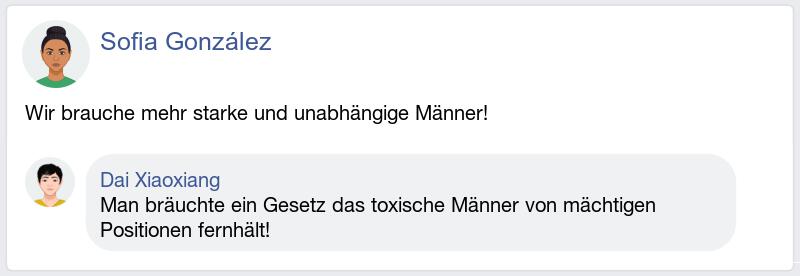 Sofia González
Wir brauche mehr starke und unabhängige Männer!
Dai Xiaoxiang
Man bräuchte ein Gesetz das toxische Männer von mächtigen
Positionen fernhält!